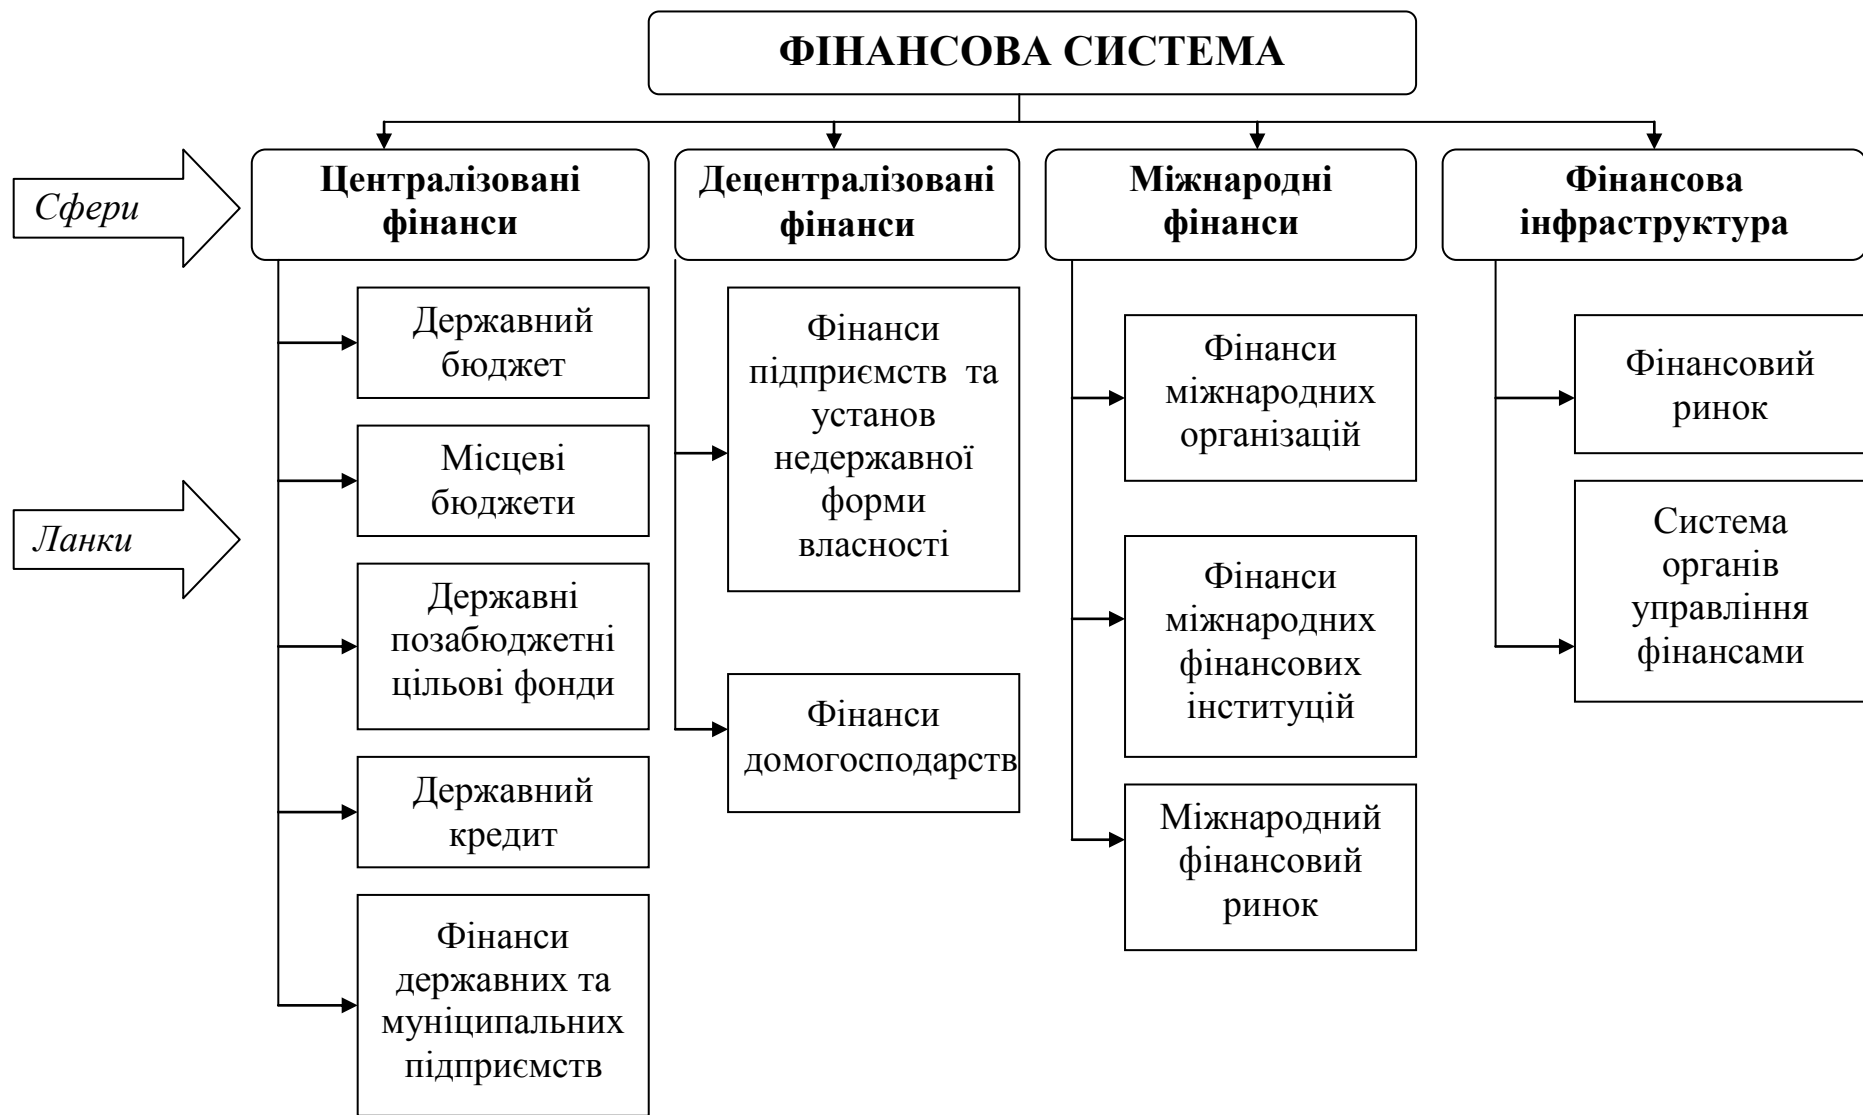 ФІНАНСОВА СИСТЕМА
Сфери
Централізовані
фінанси
Децентралізовані
фінанси
Міжнародні
фінанси
Фінансова
інфраструктура
Ланки
Державний
бюджет
Місцеві
бюджети
Державні
позабюджетні
цільові фонди
Державний
кредит
Фінанси
державних та
муніципальних
підприємств
Фінанси
підприємств та
установ
недержавної
форми
власності
Фінанси
домогосподарств
Фінанси
міжнародних
організацій
Фінанси
міжнародних
фінансових
інституцій
Міжнародний
фінансовий
ринок
Фінансовий
ринок
Система
органів
управління
фінансами